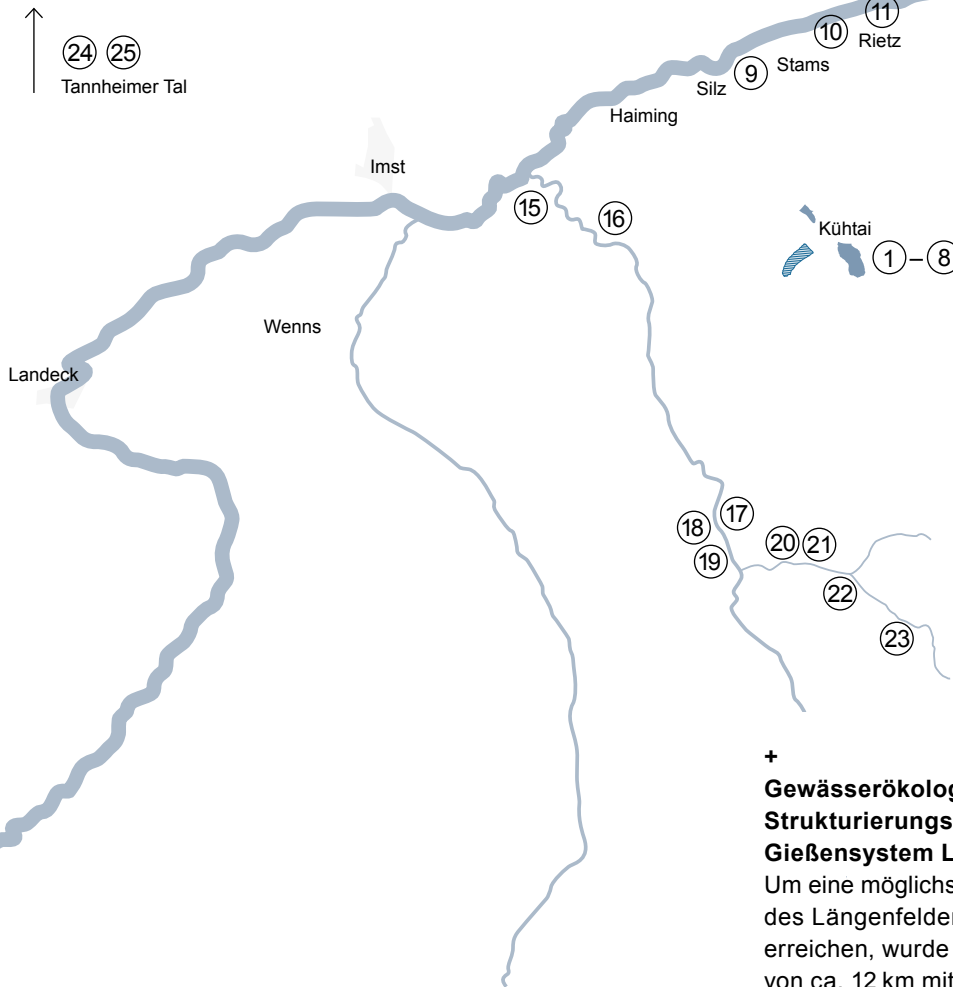 11
10
Rietz
24 25
Stams
9
Tannheimer Tal
Silz
Haiming
Imst
15
16
Kühtai
1 – 8
Wenns
Landeck
17
18
20 21
19
22
23
+
Gewässerökolog
Strukturierungs
Gießensystem L
Um eine möglichs
des Längenfelder
erreichen, wurde
von ca. 12 km mit